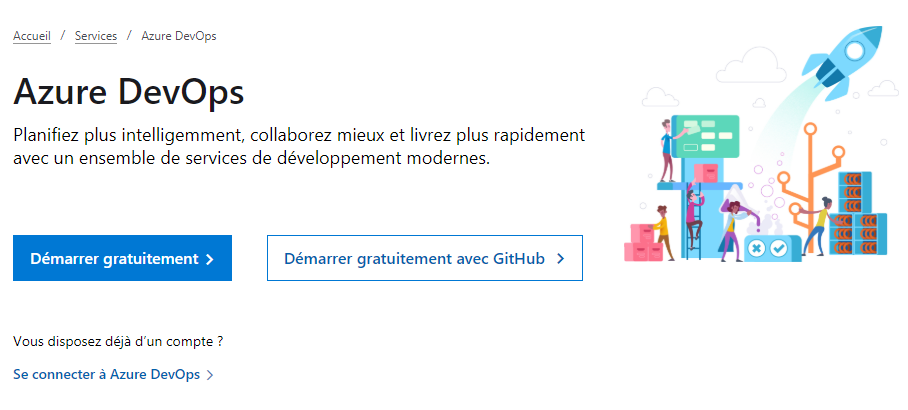 Accueil / Services / Azure DevOps
Azure DevOps
Planifiez plus intelligemment, collaborez mieux et livrez plus rapidement
avec un ensemble de services de développement modernes.
Démarrer gratuitement
Démarrer gratuitement avec GitHub
Vous disposez déjà d’un compte ?
Se connecter à Azure DevOps